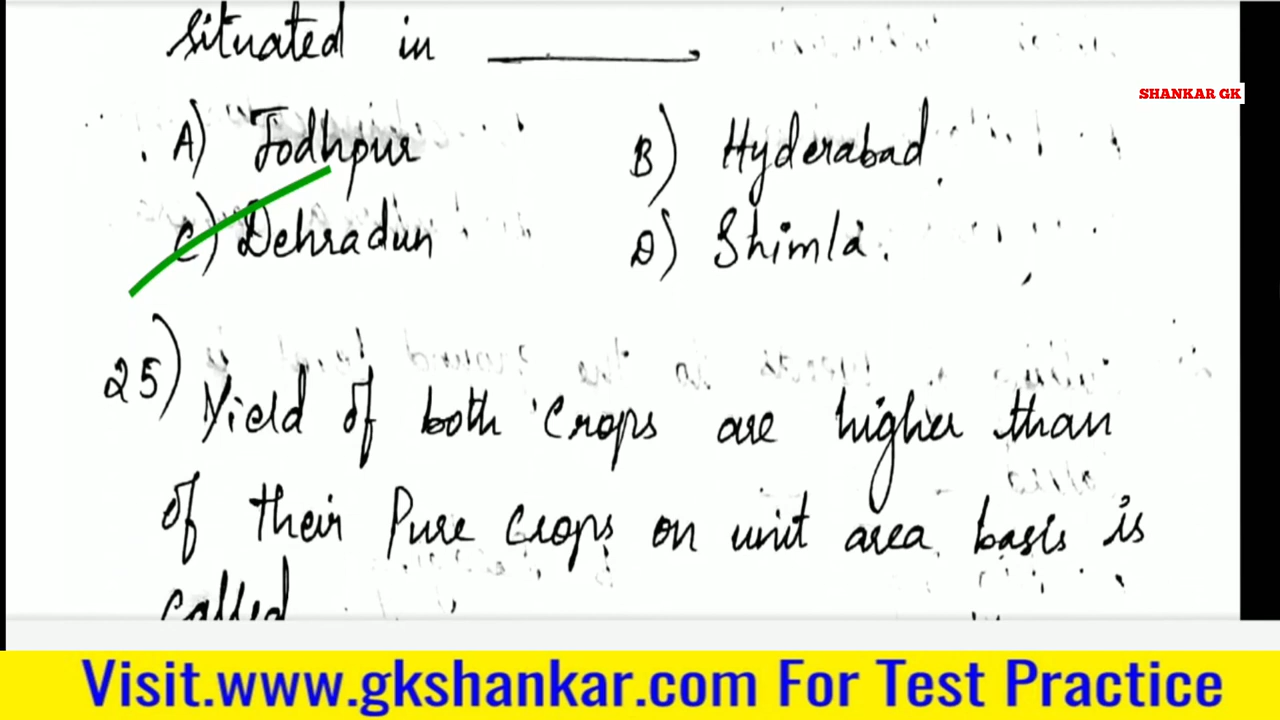 situated in ______
SHANKAR GK
A) Jodhpur B) Hyderabad
C) Dehradun D) Shimla.
25) Yield of both crops are higher than
of their Pure crops on unit area basis is
called
Visit.www.gkshankar.com For Test Practice